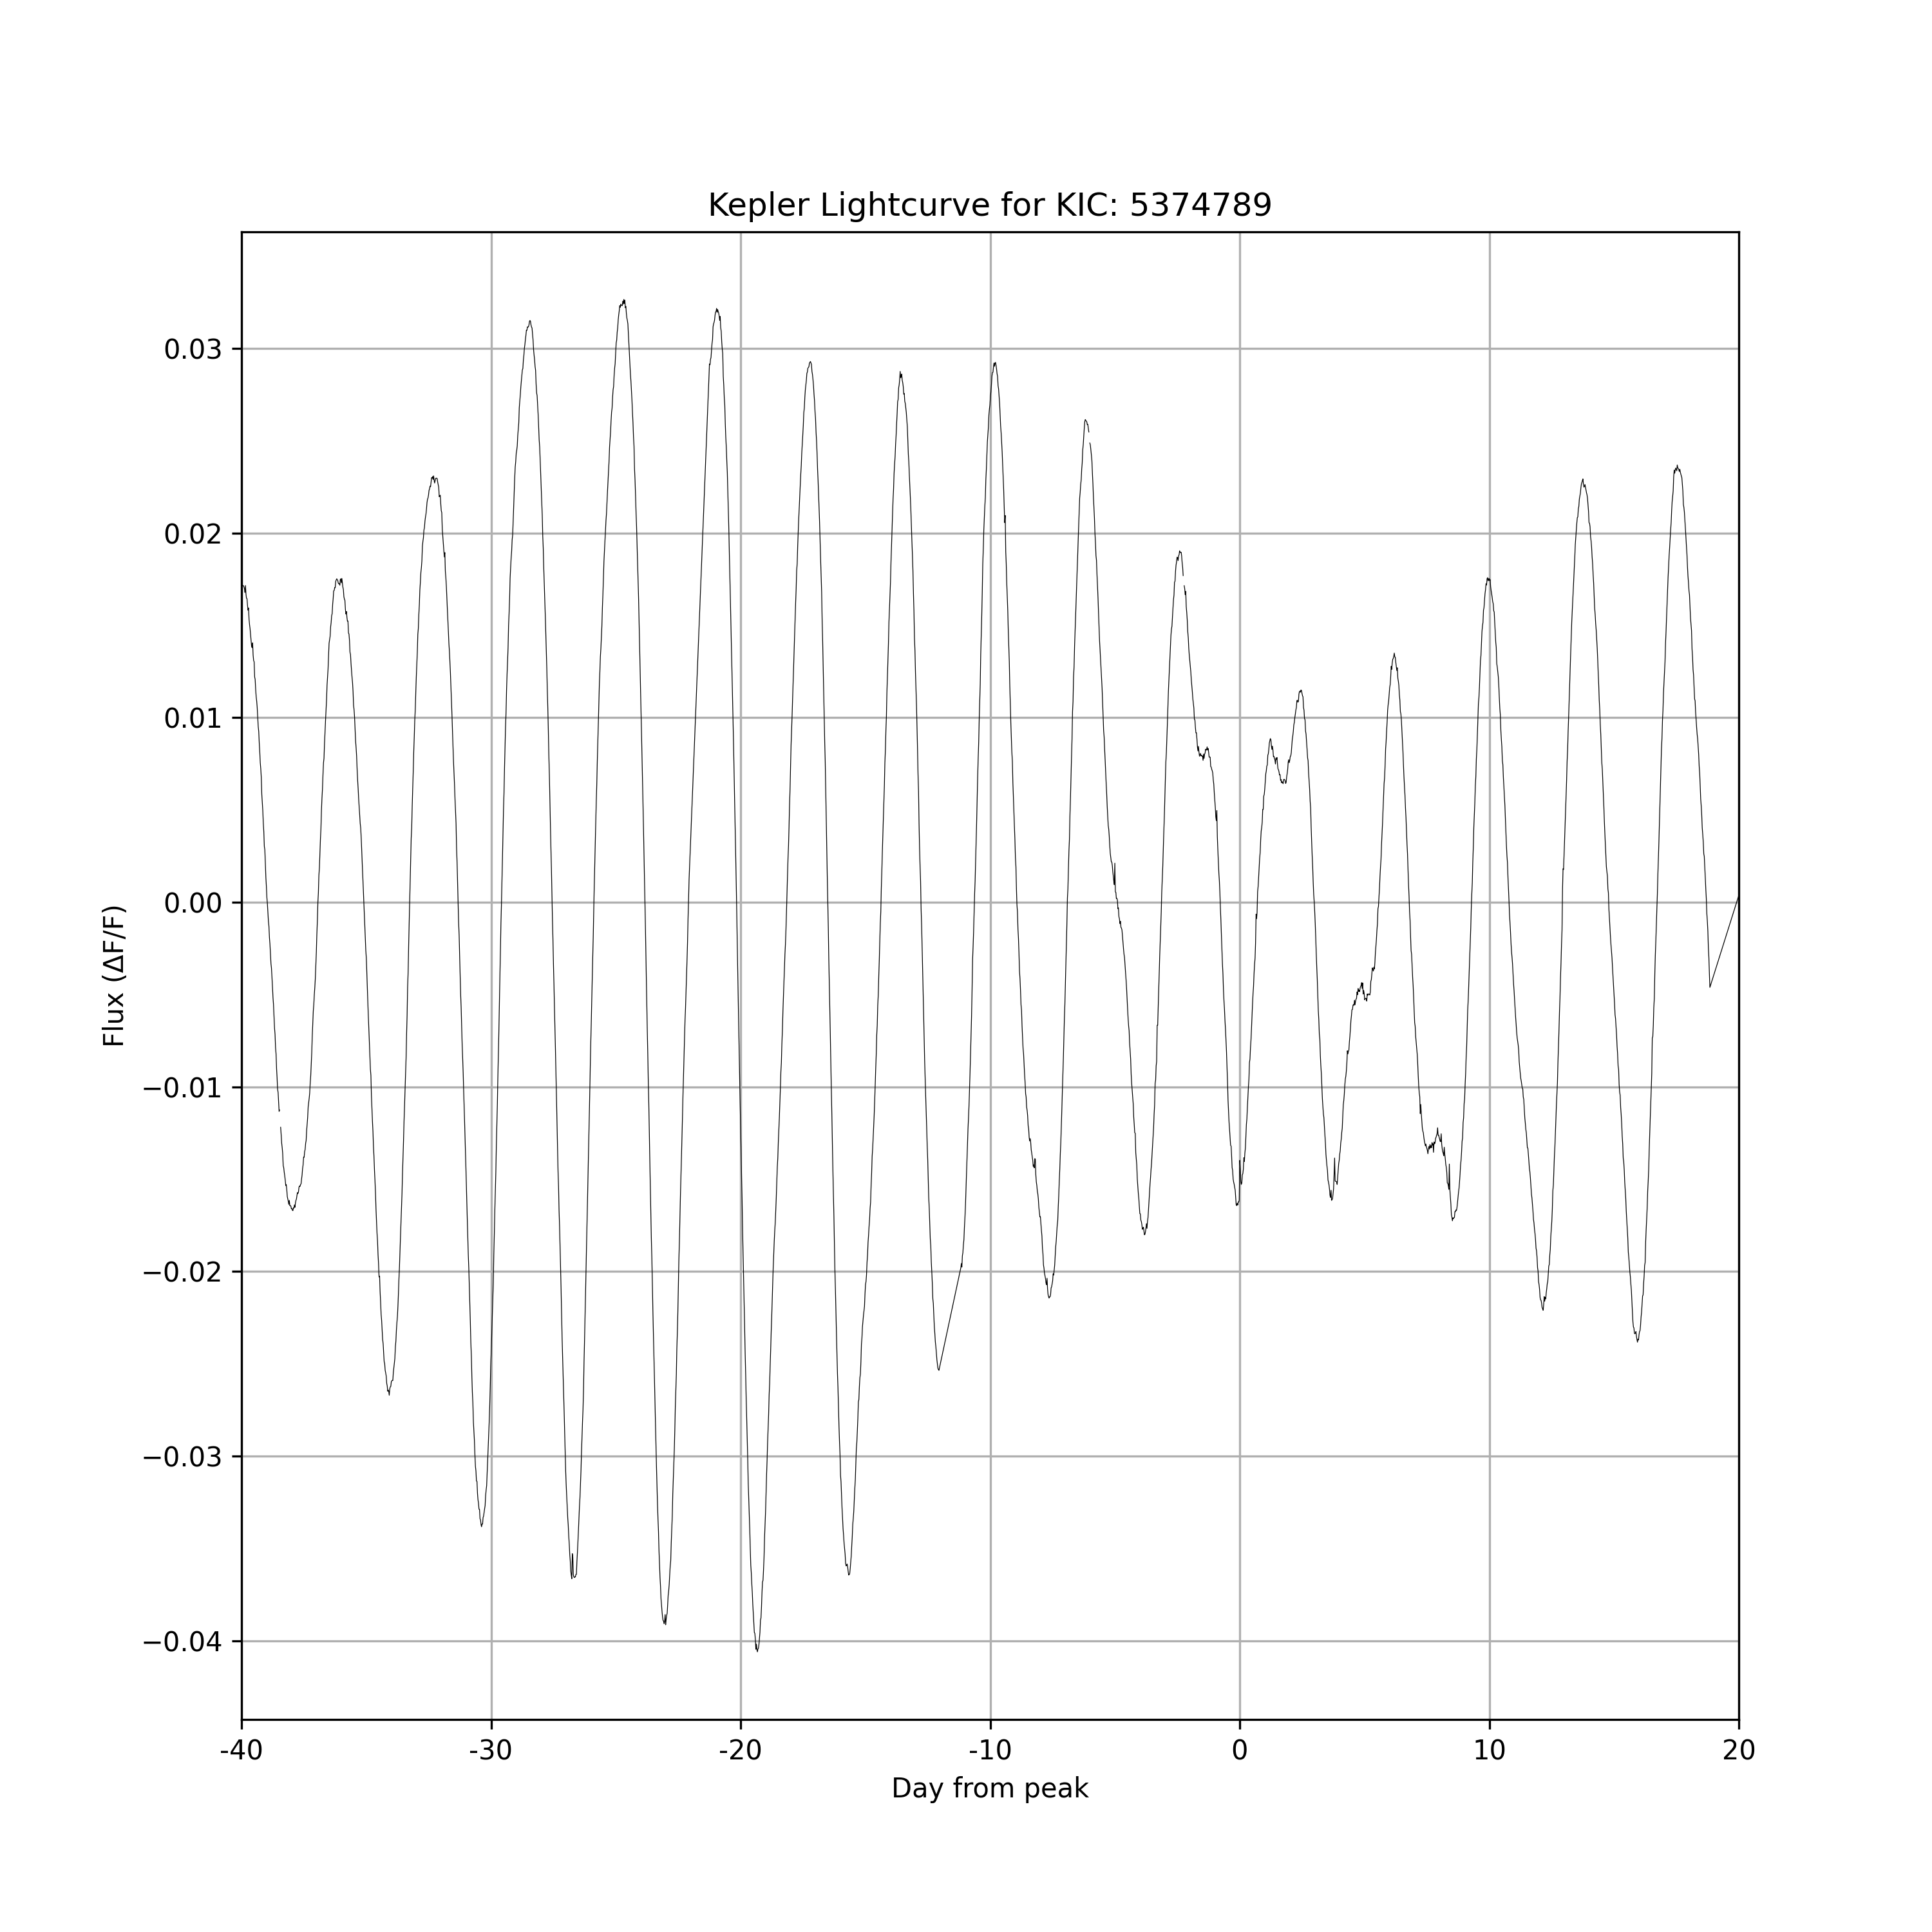 Kepler Lightcurve for KIC: 5374789
0.03
0.02
0.01
0.00
−0.01
−0.02
−0.03
−0.04
Flux (ΔF/F)
-40 -30 -20 -10 0 10 20
Day from peak